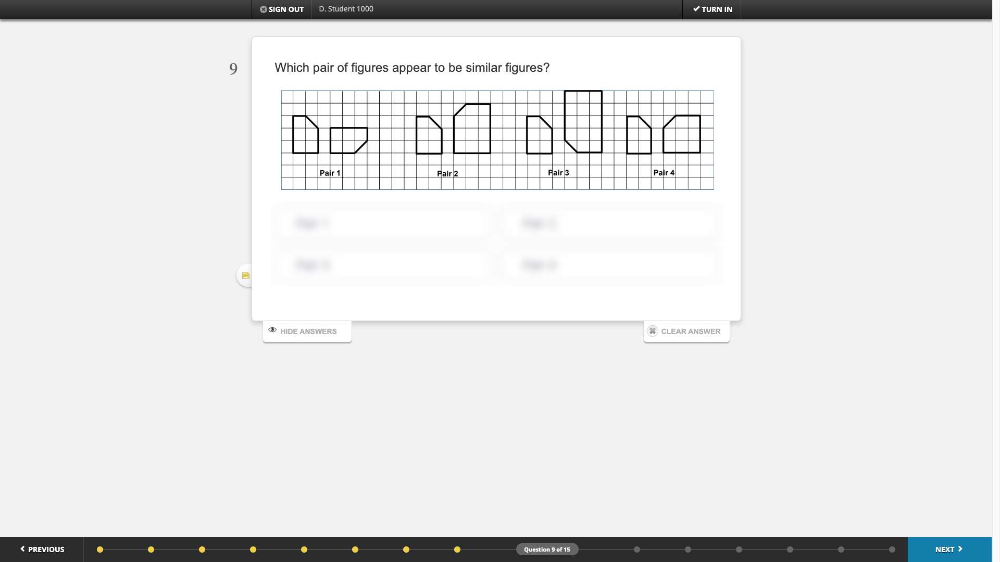 SIGN OUT
D. Student 1000
TURN IN
9
Which pair of figures appear to be similar figures?
Pair 1
Pair 2
Pair 3
Pair 4
HIDE ANSWERS
CLEAR ANSWER
PREVIOUS
Question 9 of 15
NEXT